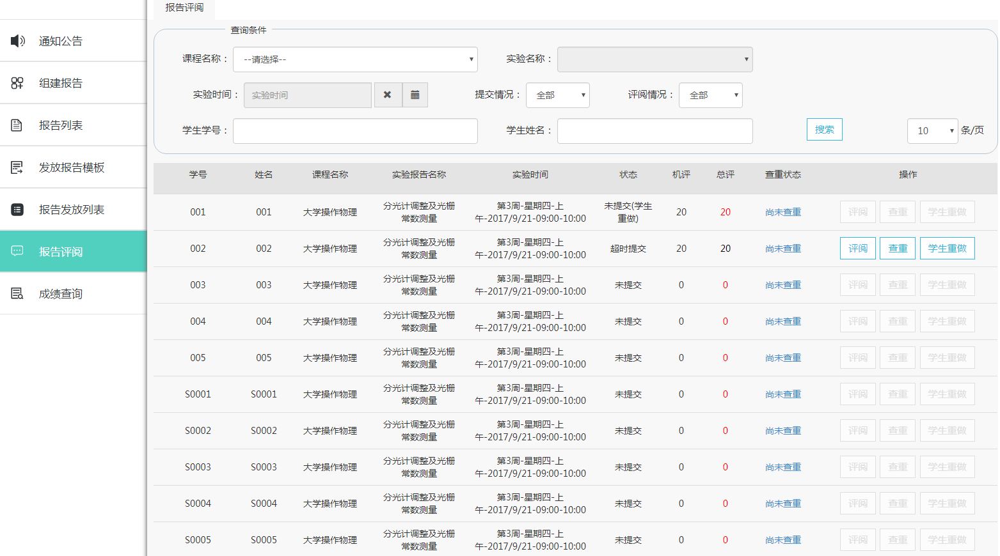 报告评阅
通知公告
组建报告
报告列表
发放报告模板
报告发放列表
报告评阅
成绩查询
查询条件
课程名称： --请选择-- 实验名称：
实验时间： 实验时间 提交情况： 全部 评阅情况： 全部
学生学号： 学生姓名： 搜索 10 条/页
学号 姓名 课程名称 实验报告名称 实验时间 状态 机评 总评 查重状态 操作
001 001 大学操作物理 分光计调整及光栅 第3周-星期四-上 未提交(学生 20 20 尚未查重 评阅 查重 学生重做
常数测量 午-2017/9/21-09:00-10:00 重做)
002 002 大学操作物理 分光计调整及光栅 第3周-星期四-上 超时提交 20 20 尚未查重 评阅 查重 学生重做
常数测量 午-2017/9/21-09:00-10:00
003 003 大学操作物理 分光计调整及光栅 第3周-星期四-上 未提交 0 0 尚未查重 评阅 查重 学生重做
常数测量 午-2017/9/21-09:00-10:00
004 004 大学操作物理 分光计调整及光栅 第3周-星期四-上 未提交 0 0 尚未查重 评阅 查重 学生重做
常数测量 午-2017/9/21-09:00-10:00
005 005 大学操作物理 分光计调整及光栅 第3周-星期四-上 未提交 0 0 尚未查重 评阅 查重 学生重做
常数测量 午-2017/9/21-09:00-10:00
S0001 S0001 大学操作物理 分光计调整及光栅 第3周-星期四-上 未提交 0 0 尚未查重 评阅 查重 学生重做
常数测量 午-2017/9/21-09:00-10:00
S0002 S0002 大学操作物理 分光计调整及光栅 第3周-星期四-上 未提交 0 0 尚未查重 评阅 查重 学生重做
常数测量 午-2017/9/21-09:00-10:00
S0003 S0003 大学操作物理 分光计调整及光栅 第3周-星期四-上 未提交 0 0 尚未查重 评阅 查重 学生重做
常数测量 午-2017/9/21-09:00-10:00
S0004 S0004 大学操作物理 分光计调整及光栅 第3周-星期四-上 未提交 0 0 尚未查重 评阅 查重 学生重做
常数测量 午-2017/9/21-09:00-10:00
S0005 S0005 大学操作物理 分光计调整及光栅 第3周-星期四-上 未提交 0 0 尚未查重 评阅 查重 学生重做
常数测量 午-2017/9/21-09:00-10:00